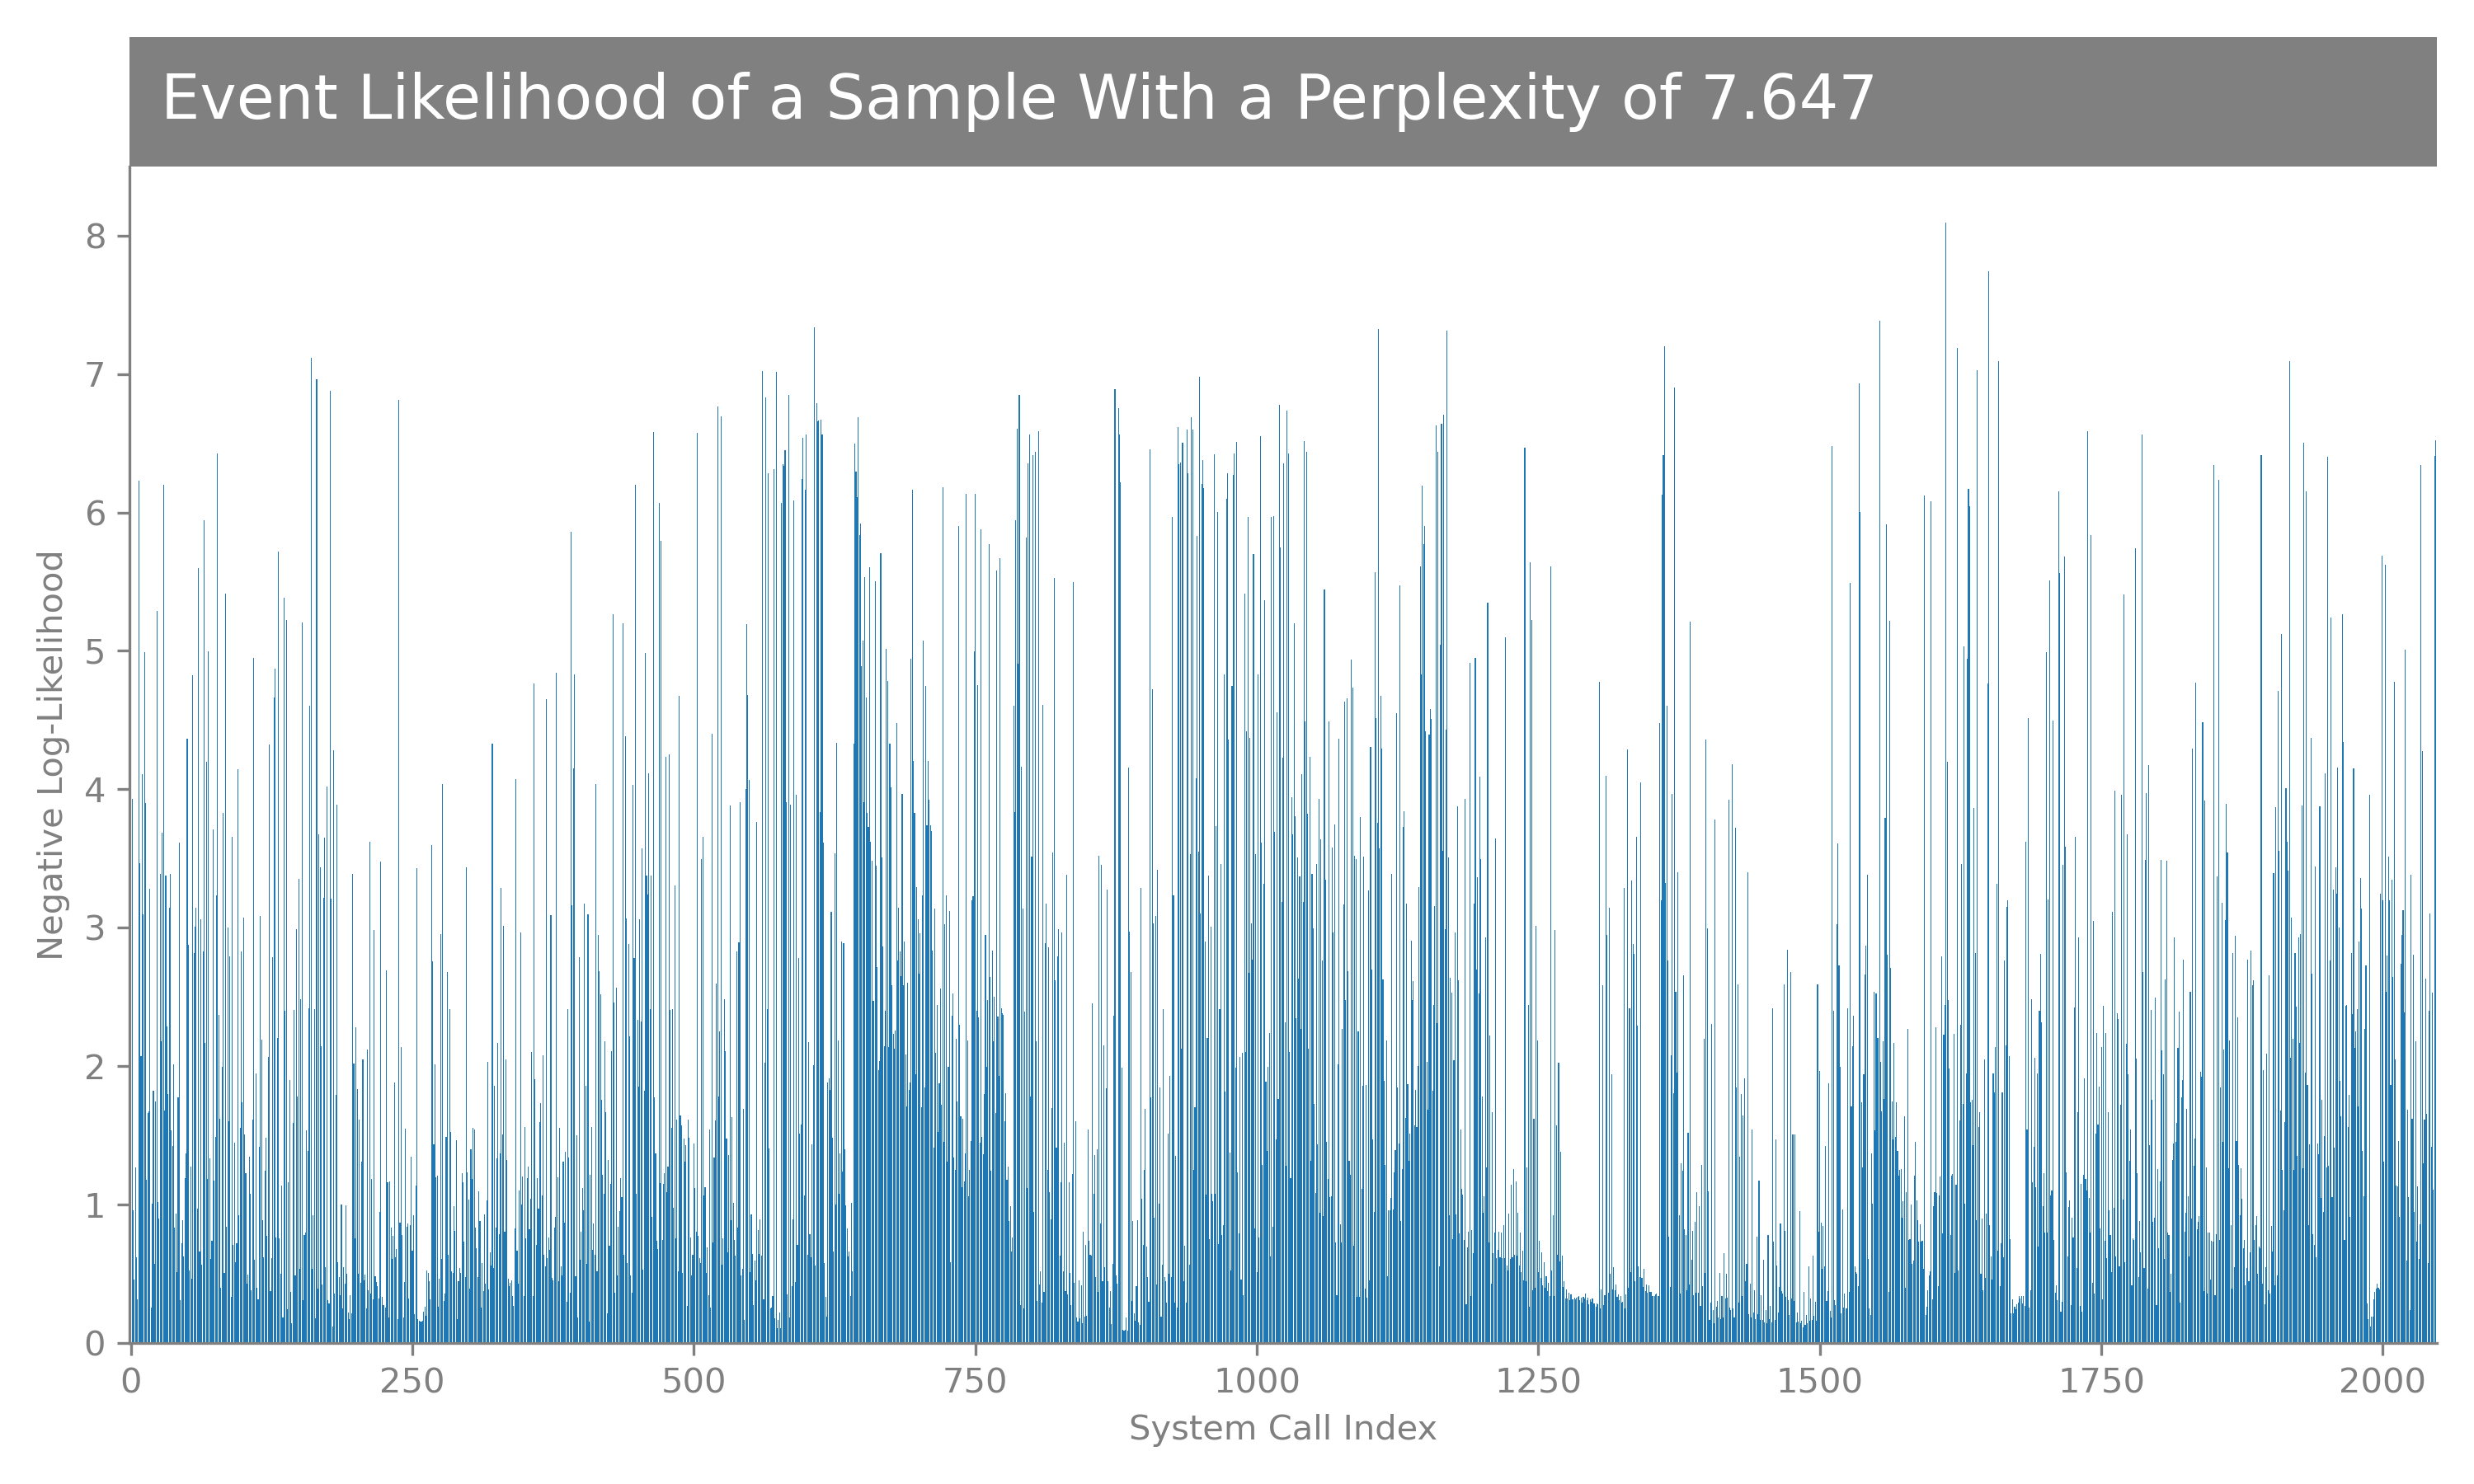 Event Likelihood of a Sample With a Perplexity of 7.647
8
7
6
5
4
3
2
1
0
Negative Log-Likelihood
0 250 500 750 1000 1250 1500 1750 2000
System Call Index